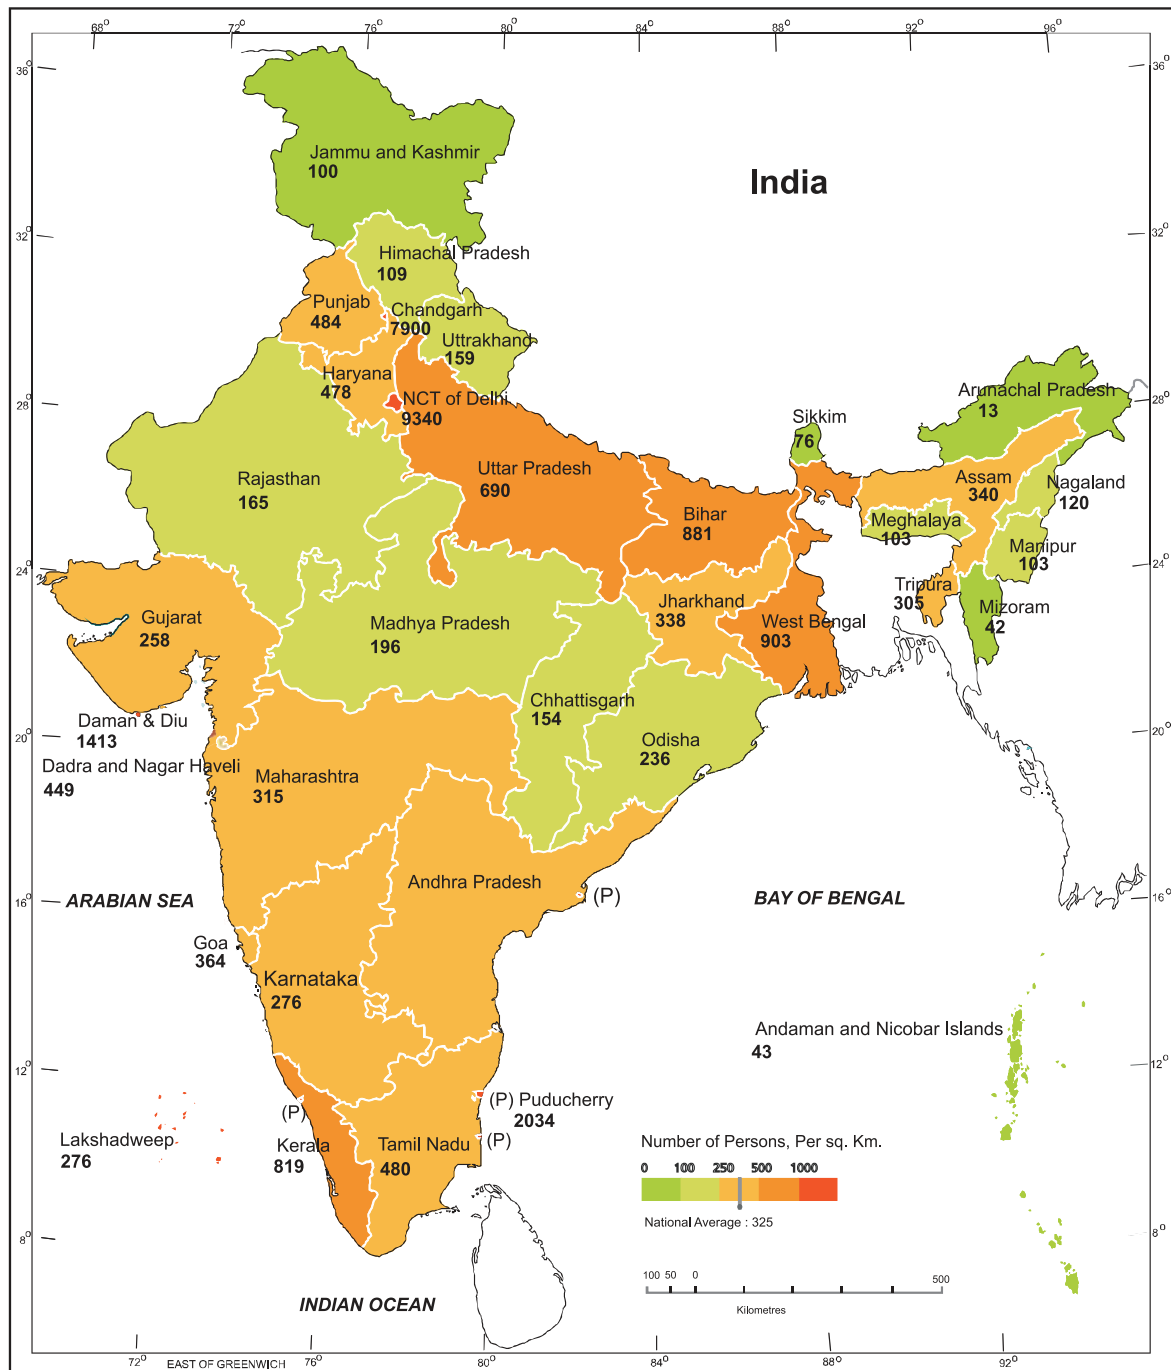 68° 72° 76° 80° 84° 88° 92° 96°
36° 36°
India
Jammu and Kashmir
100
32° 32°
Himachal Pradesh
109
Punjab
484
Chandgarh
7900
Uttrakhand
159
Haryana
478
NCT of Delhi
9340
28° 28°
Arunachal Pradesh
13
Sikkim
76
Rajasthan
165
Uttar Pradesh
690
Bihar
881
Assam
340
Nagaland
120
Meghalaya
103
Manipur
103
24° 24°
Tripura
305
Mizoram
42
Gujarat
258
Madhya Pradesh
196
Jharkhand
338
West Bengal
903
Chhattisgarh
154
Odisha
236
Daman & Diu
1413
20° 20°
Dadra and Nagar Haveli
449
Maharashtra
315
Andhra Pradesh
(P)
16° 16°
ARABIAN SEA
BAY OF BENGAL
Goa
364
Karnataka
276
Andaman and Nicobar Islands
43
12° 12°
(P) Puducherry
2034
(P)
(P)
Lakshadweep
276
Kerala
819
Tamil Nadu
480
Number of Persons, Per sq. Km.
0 100 250 500 1000
National Average : 325
8° 8°
100 50 0 500
Kilometres
INDIAN OCEAN
72° 76° 80° 84° 88° 92°
EAST OF GREENWICH